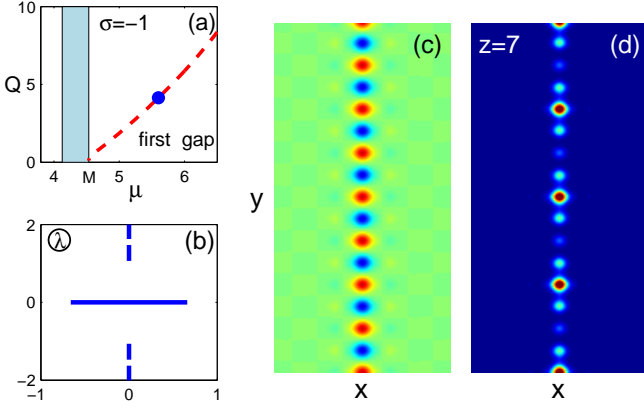 10
5
0
Q
σ=−1
(a)
first gap
4
M
5
6
μ
2
0
−2
λ
(b)
−1
0
1
(c)
y
x
z=7
(d)
x